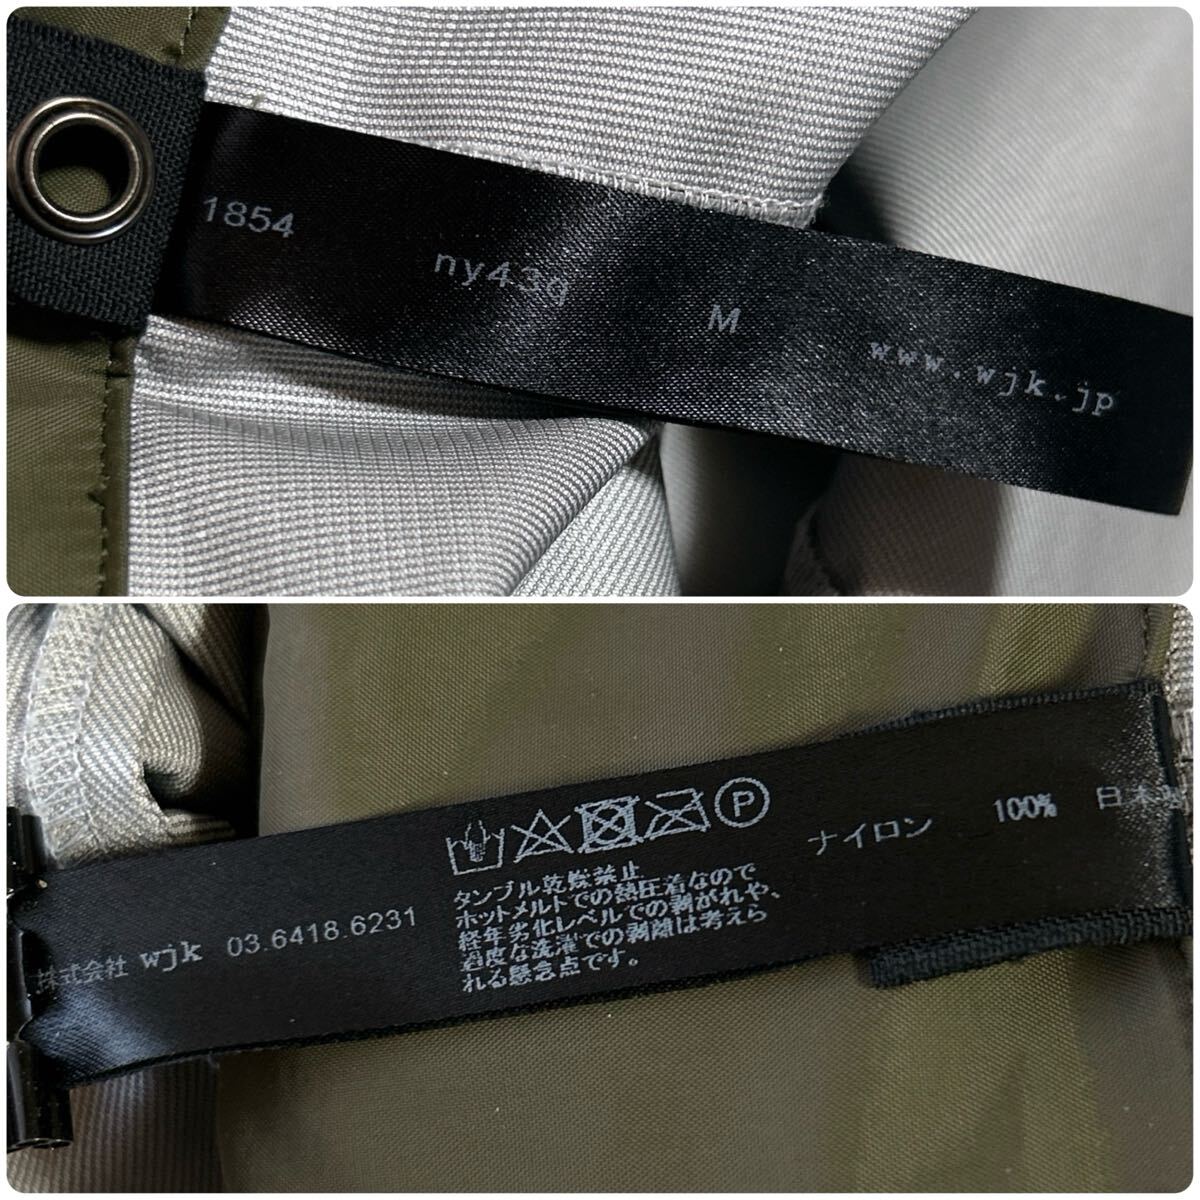 1854
ny43q
M
www.wjk.jp
P
タンブル乾燥禁止
ホットメルトでの熱圧着なので
経年劣化レベルでの剥がれや、
過度な洗濯での剥離は考えら
れる懸念点です。
ナイロン 100% 日本製
株式会社 wjk 03.6418.6231